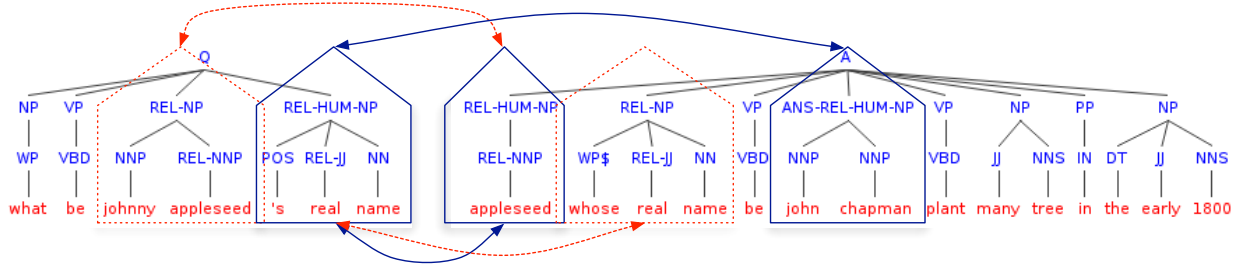 Q A
NP VP REL-NP REL-HUM-NP REL-HUM-NP REL-NP VP ANS-REL-HUM-NP VP NP PP NP
WP VBD NNP REL-NNP POS REL-JJ NN REL-NNP WP$ REL-JJ NN VBD NNP NNP VBD JJ NNS IN DT JJ NNS
what be johnny appleseed 's real name appleseed whose real name be john chapman plant many tree in the early 1800